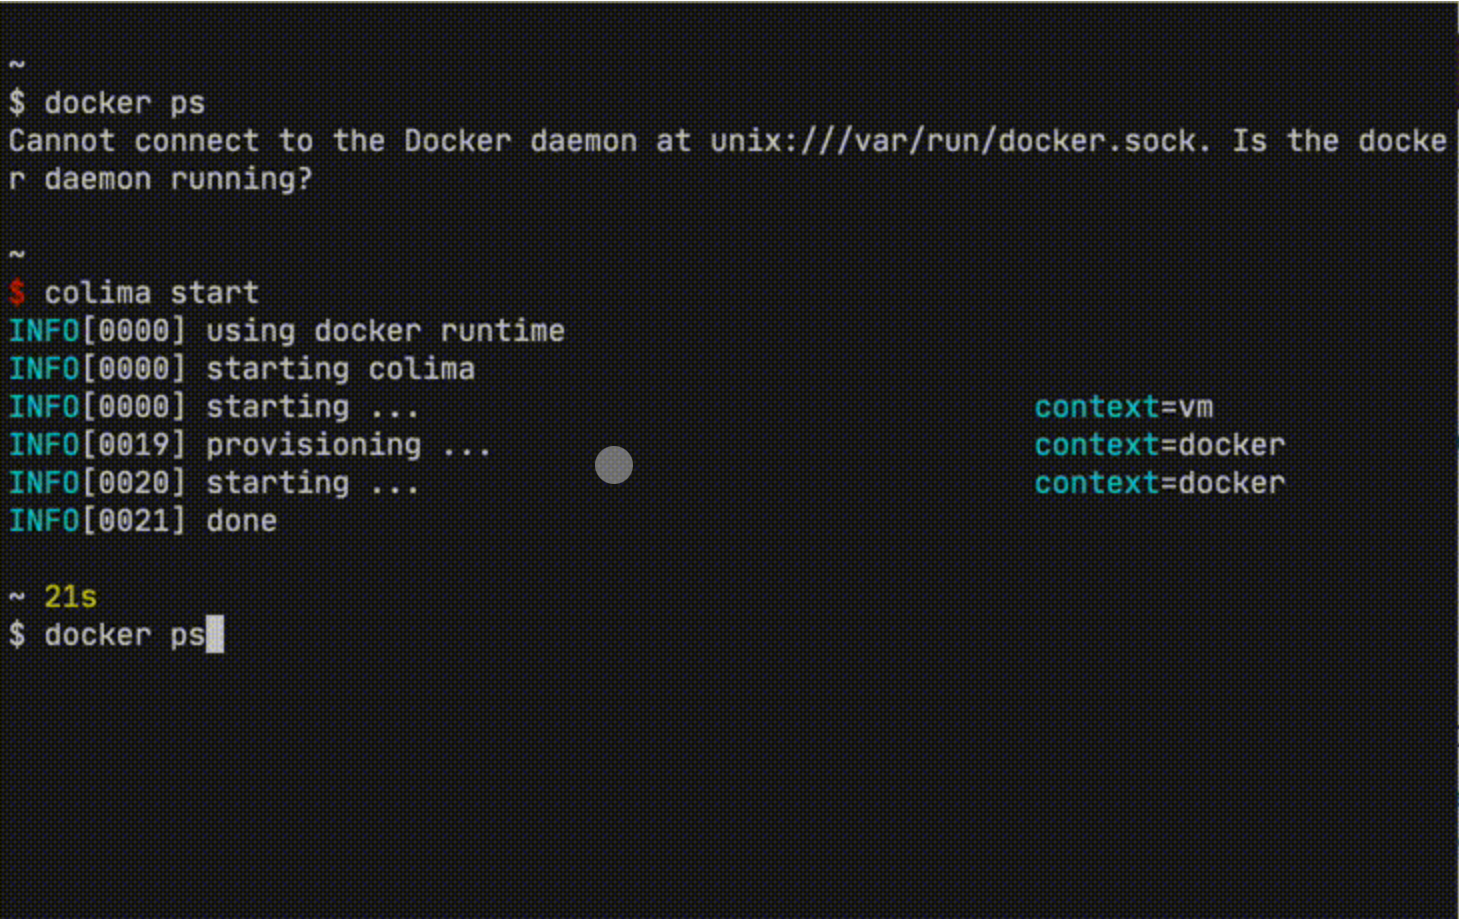 ~
$ docker ps
Cannot connect to the Docker daemon at unix:///var/run/docker.sock. Is the docke
r daemon running?
~
$ colima start
INFO[0000] using docker runtime
INFO[0000] starting colima
INFO[0000] starting ... context=vm
INFO[0019] provisioning ... context=docker
INFO[0020] starting ... context=docker
INFO[0021] done
~ 21s
$ docker ps